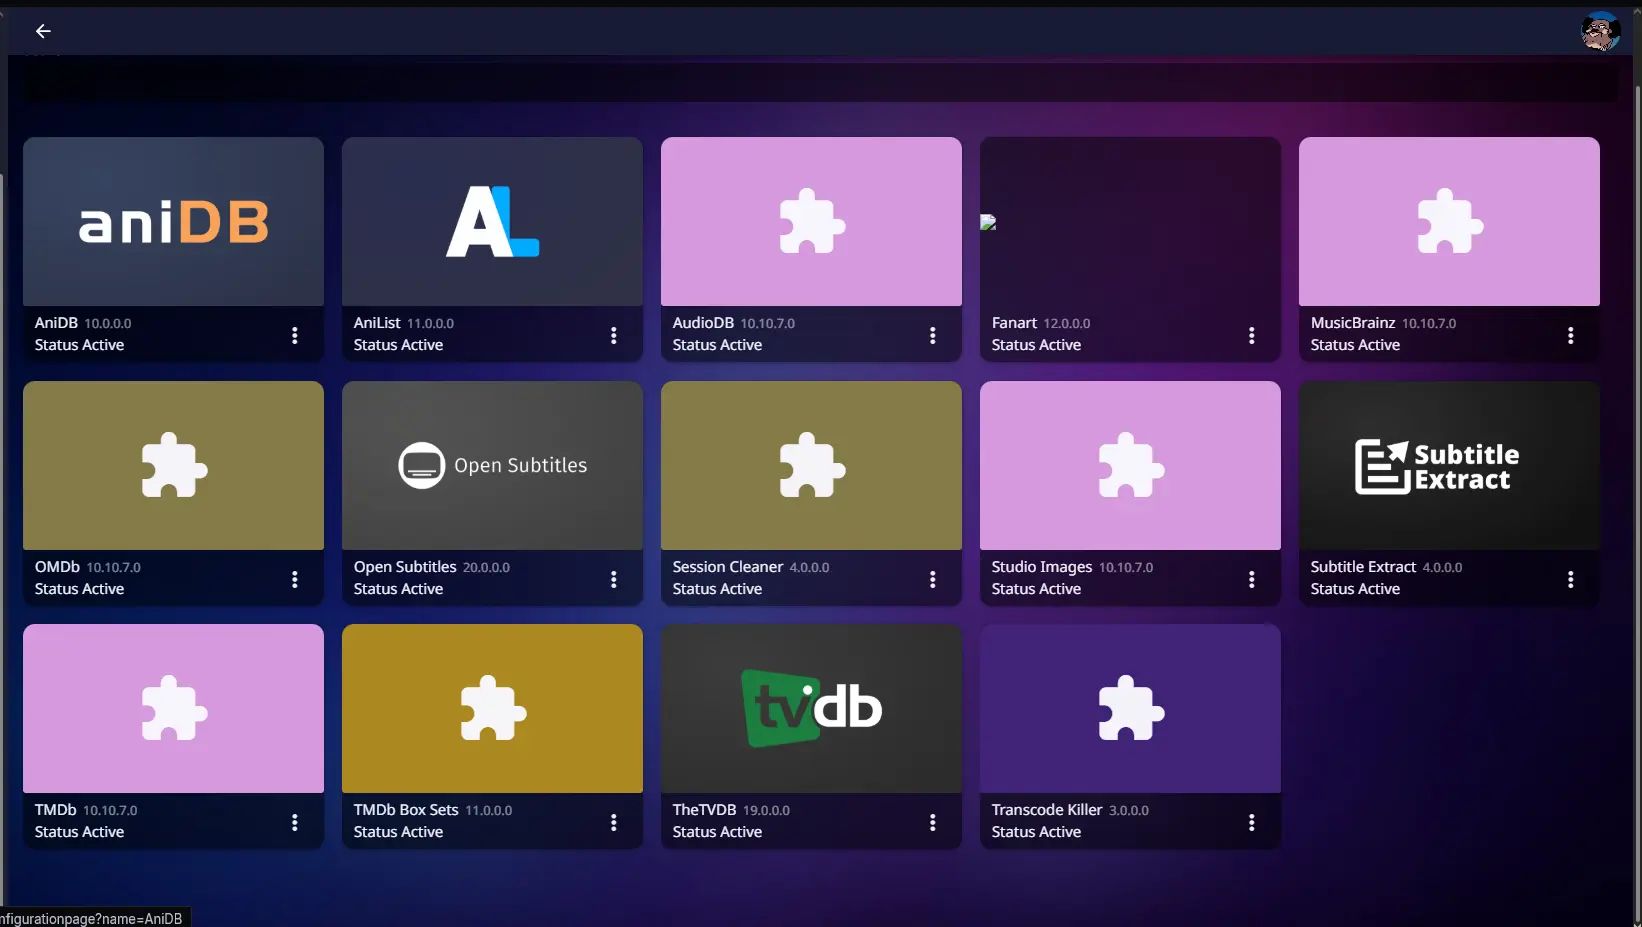 aniDB
AL
AniDB 10.0.0.0
Status Active
AniList 11.0.0.0
Status Active
AudioDB 10.10.7.0
Status Active
Fanart 12.0.0.0
Status Active
MusicBrainz 10.10.7.0
Status Active
Open Subtitles
Subtitle
Extract
OMDb 10.10.7.0
Status Active
Open Subtitles 20.0.0.0
Status Active
Session Cleaner 4.0.0.0
Status Active
Studio Images 10.10.7.0
Status Active
Subtitle Extract 4.0.0.0
Status Active
tvdb
TMDb 10.10.7.0
Status Active
TMDb Box Sets 11.0.0.0
Status Active
TheTVDB 19.0.0.0
Status Active
Transcode Killer 3.0.0.0
Status Active
nfigurationpage?name=AniDB